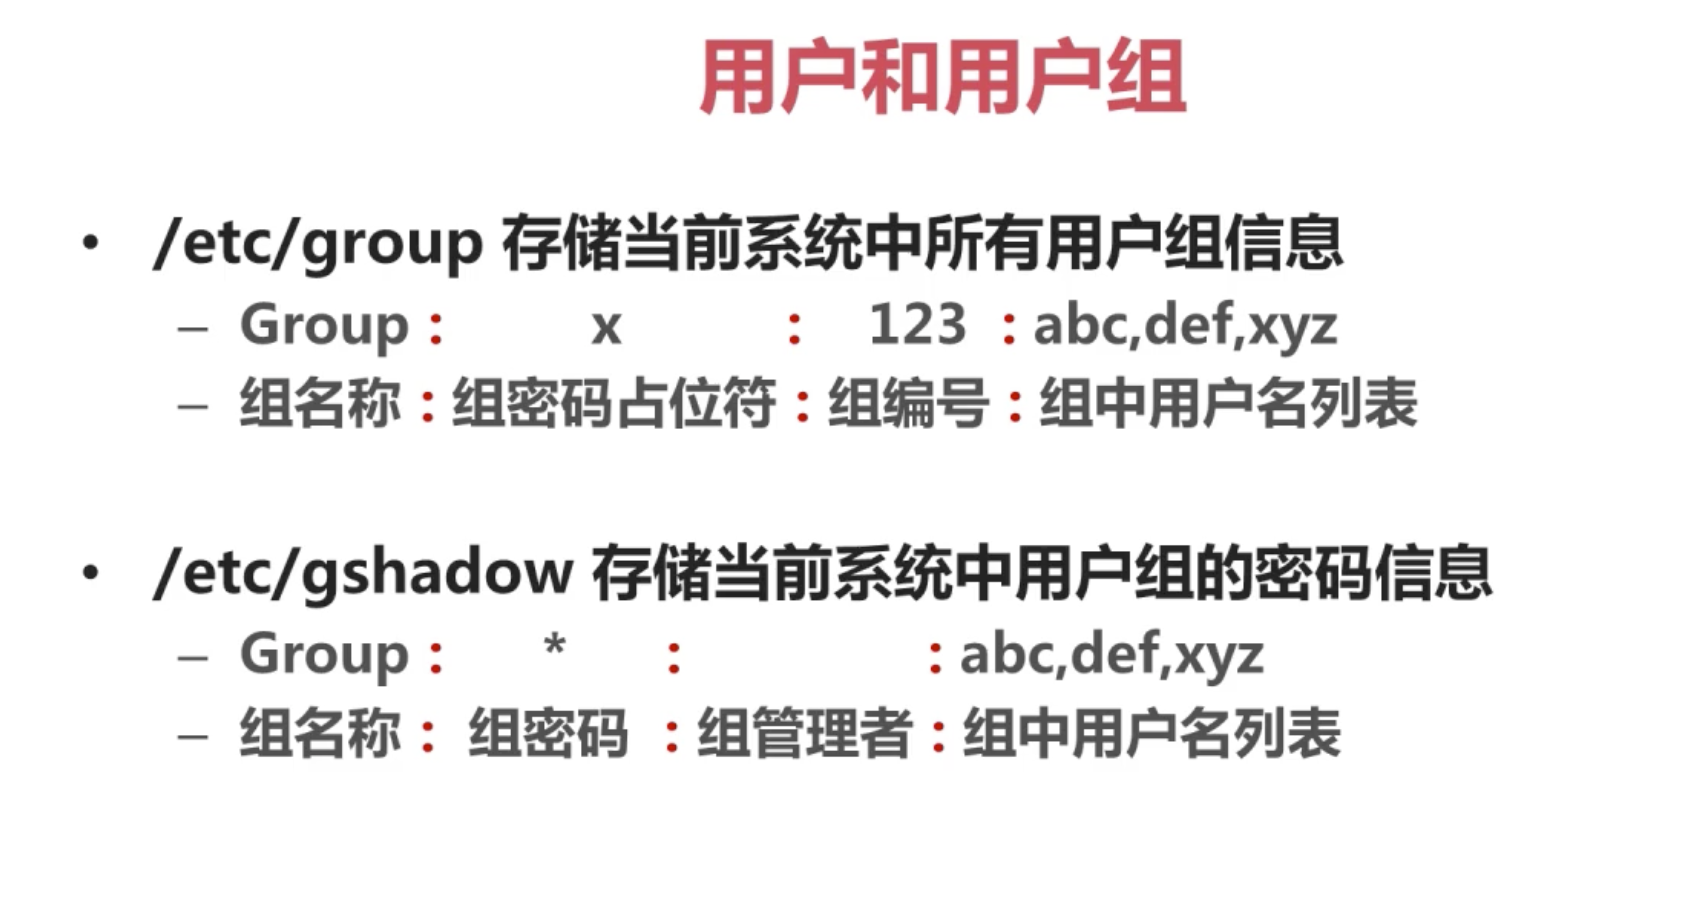 用户和用户组
• /etc/group 存储当前系统中所有用户组信息
– Group： x ： 123 ：abc,def,xyz
– 组名称：组密码占位符：组编号：组中用户名列表
• /etc/gshadow 存储当前系统中用户组的密码信息
– Group： * ： ：abc,def,xyz
– 组名称： 组密码 ：组管理者：组中用户名列表